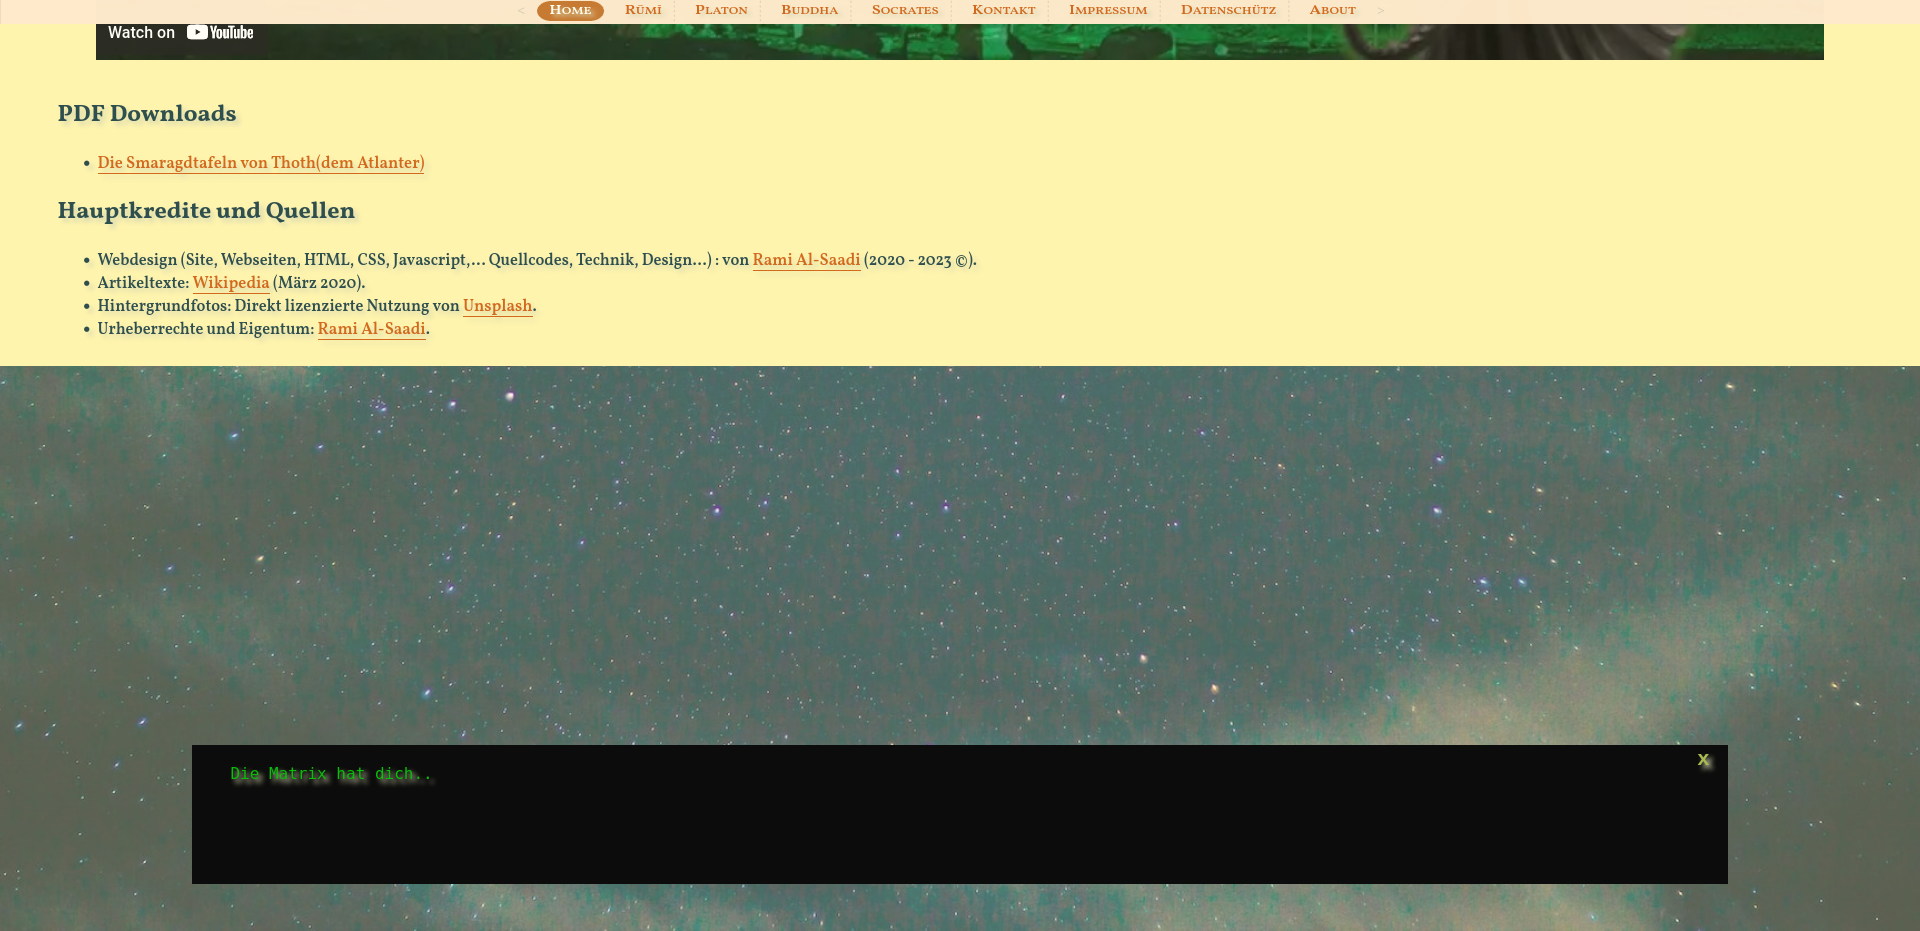 < Home Rūmī Platon Buddha Socrates Kontakt Impressum Datenschütz About >
Watch on YouTube
PDF Downloads
• Die Smaragdtafeln von Thoth(dem Atlanter)
Hauptkredite und Quellen
• Webdesign (Site, Webseiten, HTML, CSS, Javascript,... Quellcodes, Technik, Design...) : von Rami Al-Saadi (2020 - 2023 ©).
• Artikeltexte: Wikipedia (März 2020).
• Hintergrundfotos: Direkt lizenzierte Nutzung von Unsplash.
• Urheberrechte und Eigentum: Rami Al-Saadi.
X
Die Matrix hat dich..